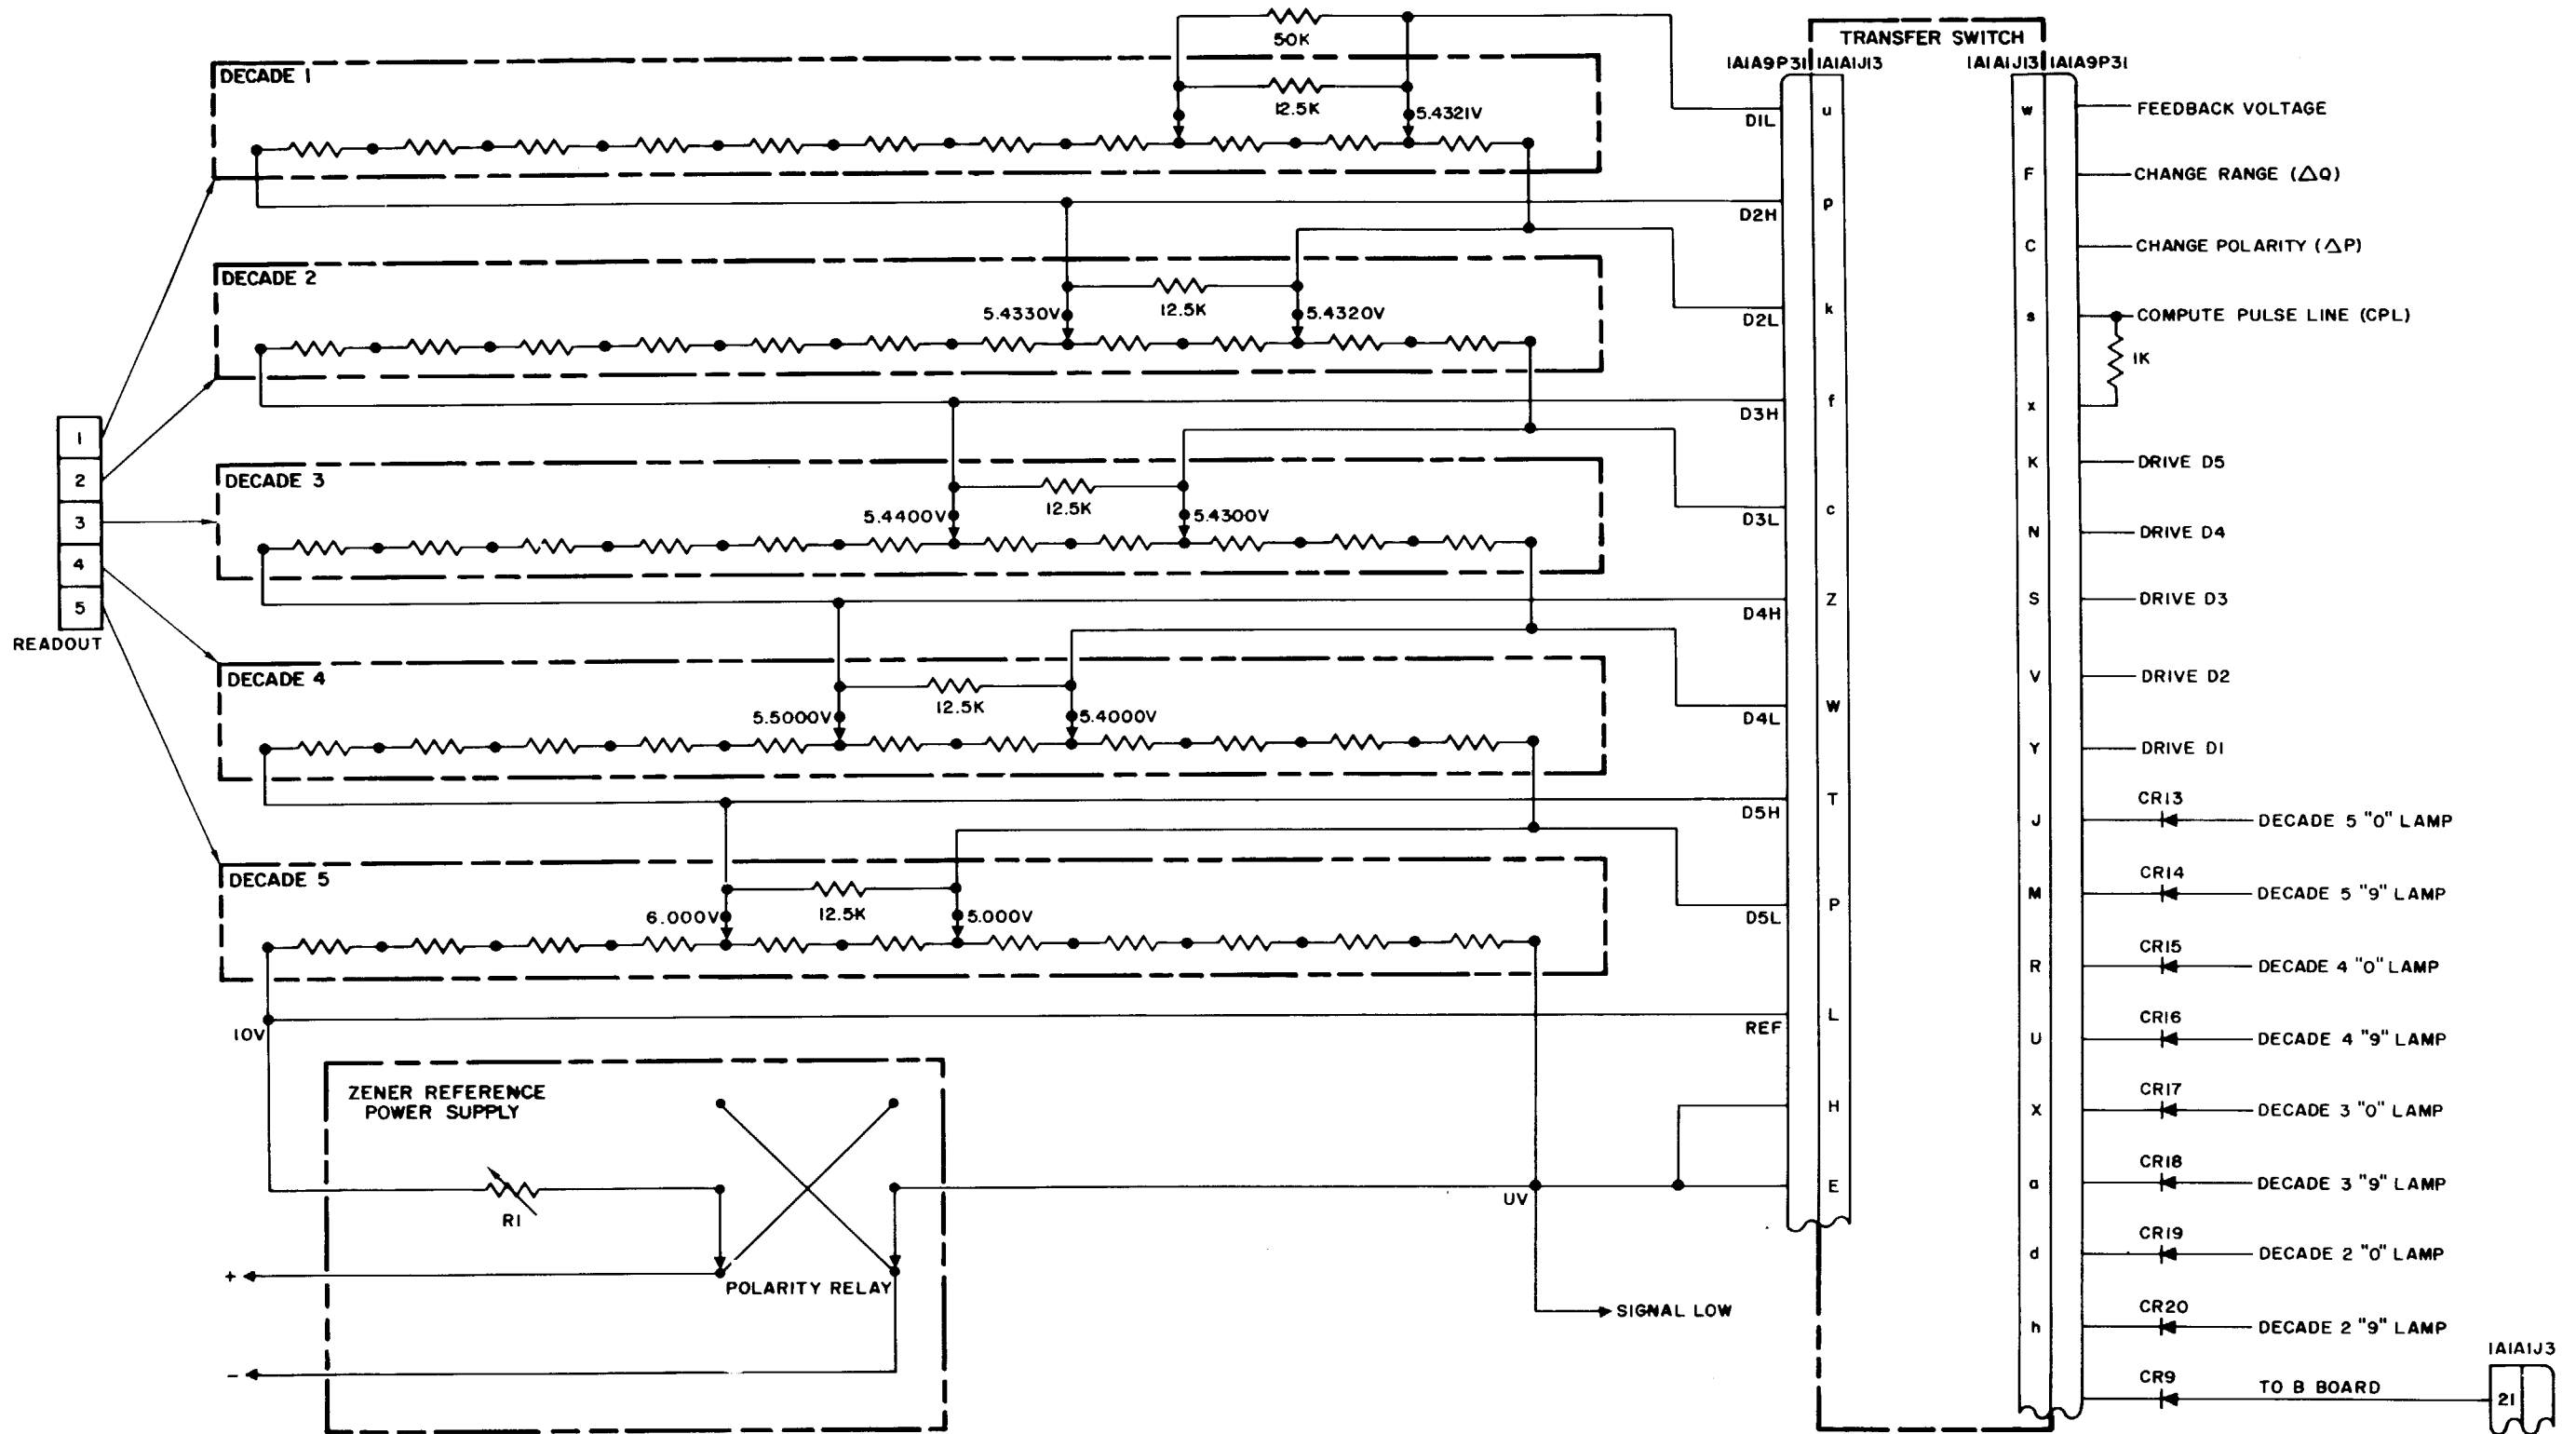 50K
TRANSFER SWITCH
DECADE 1
1A1A9P31
1A1A1J13
1A1A1J13
1A1A9P31
12.5K
5.4321V
D1L
u
w
FEEDBACK VOLTAGE
F
CHANGE RANGE (△Q)
D2H
p
C
CHANGE POLARITY (△P)
DECADE 2
12.5K
5.4330V
5.4320V
D2L
k
s
COMPUTE PULSE LINE (CPL)
1K
D3H
f
x
1
2
3
4
5
READOUT
DECADE 3
12.5K
5.4400V
5.4300V
D3L
c
K
DRIVE D5
N
DRIVE D4
D4H
Z
S
DRIVE D3
DECADE 4
12.5K
5.5000V
5.4000V
D4L
W
V
DRIVE D2
Y
DRIVE D1
D5H
T
CR13
J
DECADE 5 "0" LAMP
DECADE 5
12.5K
6.000V
5.000V
D5L
P
CR14
M
DECADE 5 "9" LAMP
CR15
R
DECADE 4 "0" LAMP
10V
REF
L
CR16
U
DECADE 4 "9" LAMP
ZENER REFERENCE
POWER SUPPLY
H
CR17
X
DECADE 3 "0" LAMP
R1
UV
E
CR18
a
DECADE 3 "9" LAMP
+
POLARITY RELAY
CR19
d
DECADE 2 "0" LAMP
SIGNAL LOW
CR20
h
DECADE 2 "9" LAMP
-
CR9
TO B BOARD
1A1A1J3
21